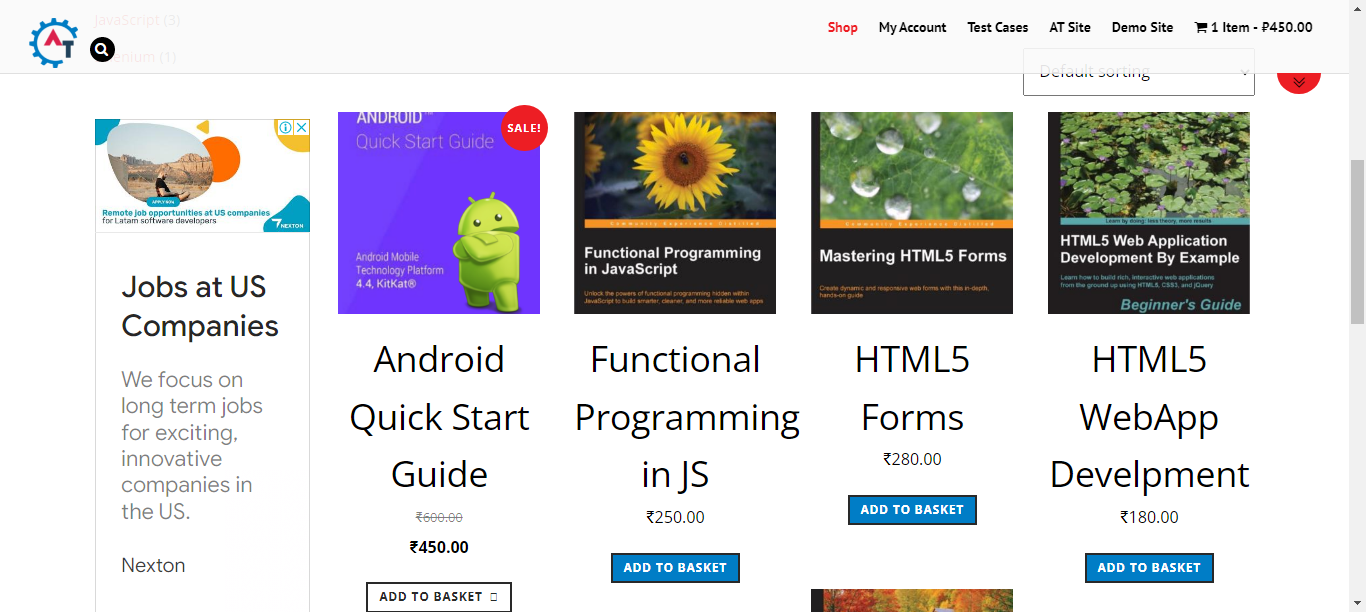 JavaScript (3)
Selenium (1)
AT
Shop
My Account
Test Cases
AT Site
Demo Site
1 Item - ₽450.00
Default sorting
Remote job opportunities at US companies
for Latam software developers
APPLY NOW
NEXTON
Jobs at US
Companies
We focus on
long term jobs
for exciting,
innovative
companies in
the US.
Nexton
SALE!
ANDROID™
Quick Start Guide
Android Mobile
Technology Platform
4.4, KitKat®
Android
Quick Start
Guide
₹600.00
₹450.00
ADD TO BASKET
Community Experience Distilled
Functional Programming
in JavaScript
Unlock the powers of functional programming hidden within
JavaScript to build smarter, cleaner, and more reliable web apps
Functional
Programming
in JS
₹250.00
ADD TO BASKET
Community Experience Distilled
Mastering HTML5 Forms
Create dynamic and responsive web forms with this in-depth,
hands-on guide
HTML5
Forms
₹280.00
ADD TO BASKET
Learn by doing: less theory, more results
HTML5 Web Application
Development By Example
Learn how to build rich, interactive web applications
from the ground up using HTML5, CSS3, and jQuery
Beginner's Guide
HTML5
WebApp
Develpment
₹180.00
ADD TO BASKET